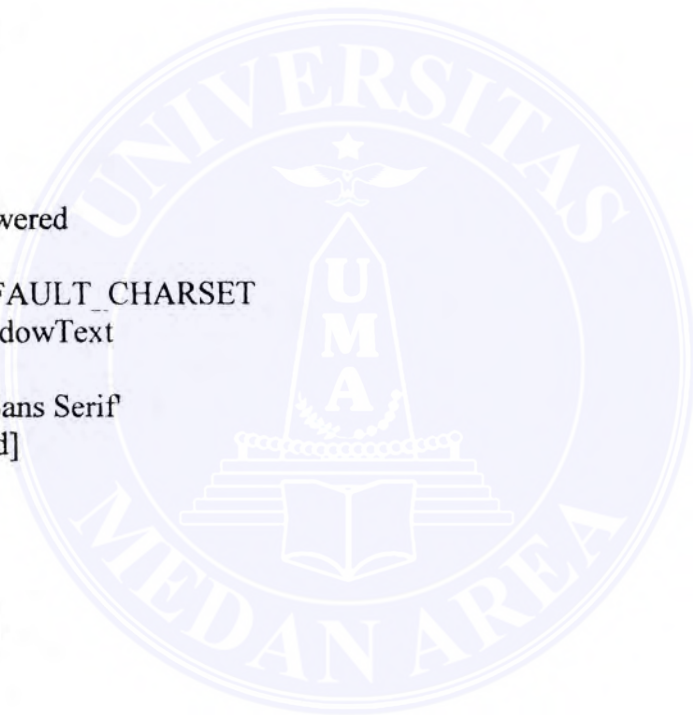 UNIVERSITAS
wered
FAULT_CHARSET
dowText
ans Serif'
d]
UMA
MEDAN AREA